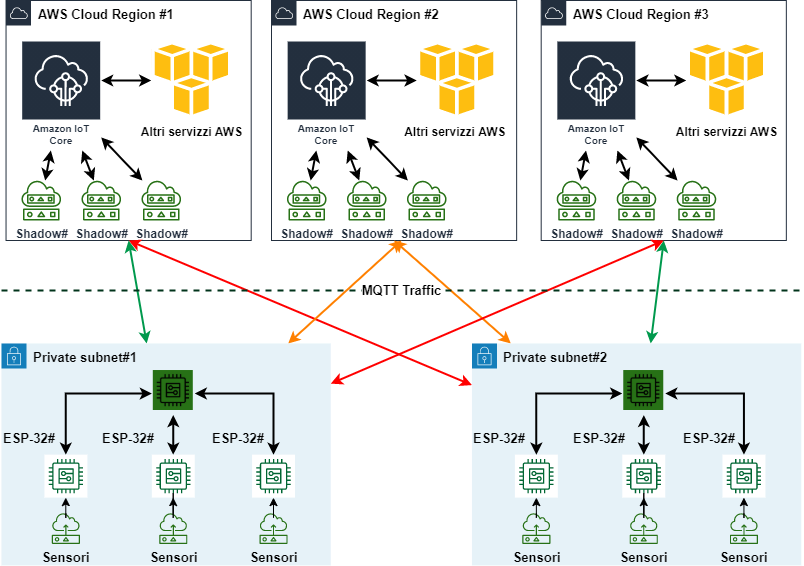 AWS Cloud Region #1
AWS Cloud Region #2
AWS Cloud Region #3
Amazon IoT
Core
Altri servizzi AWS
Amazon IoT
Core
Altri servizzi AWS
Amazon IoT
Core
Altri servizzi AWS
Shadow#
Shadow#
Shadow#
Shadow#
Shadow#
Shadow#
Shadow#
Shadow#
Shadow#
MQTT Traffic
Private subnet#1
Private subnet#2
ESP-32#
ESP-32#
ESP-32#
ESP-32#
ESP-32#
ESP-32#
Sensori
Sensori
Sensori
Sensori
Sensori
Sensori